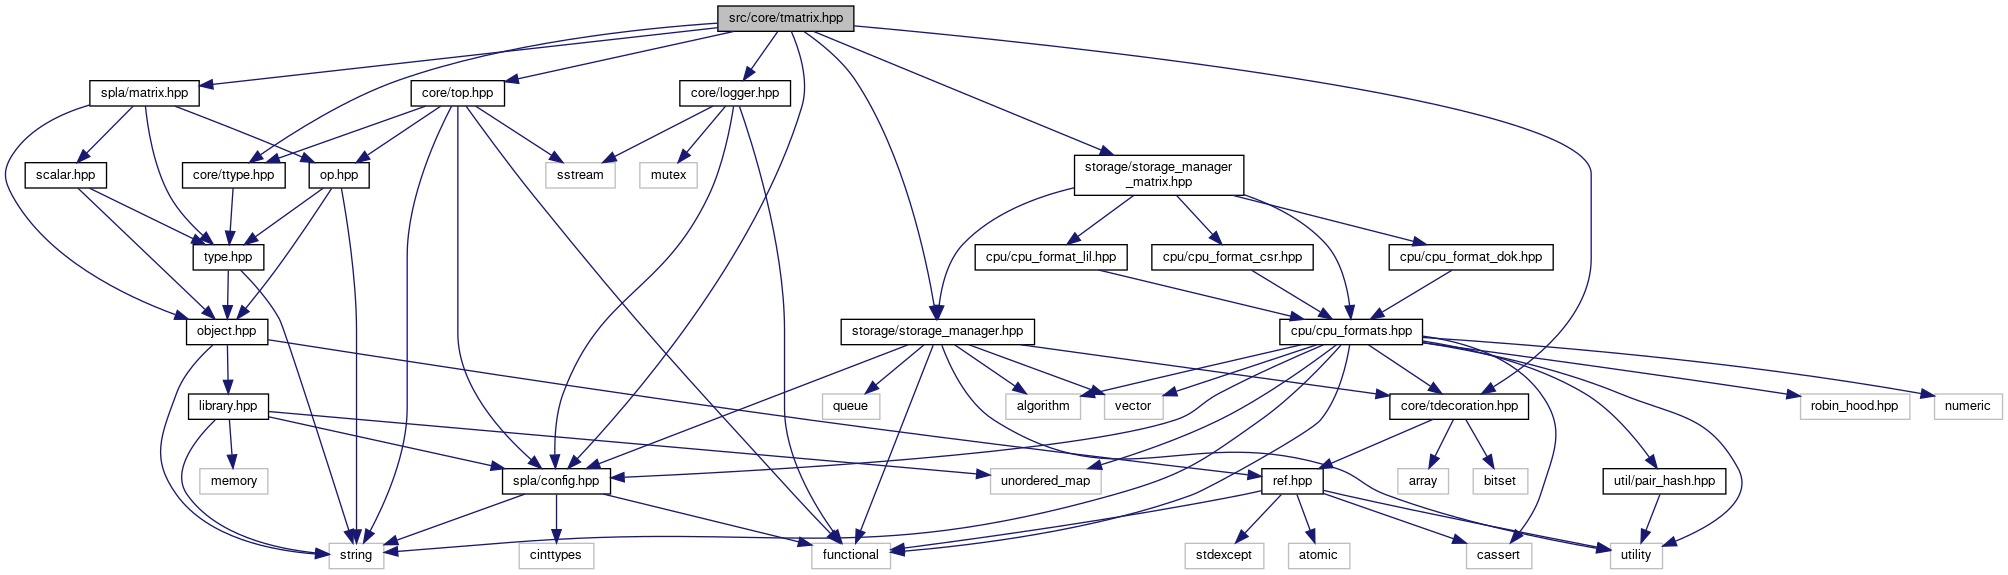 src/core/tmatrix.hpp
spla/matrix.hpp
core/top.hpp
core/logger.hpp
scalar.hpp
core/ttype.hpp
op.hpp
sstream
mutex
storage/storage_manager
_matrix.hpp
type.hpp
cpu/cpu_format_lil.hpp
cpu/cpu_format_csr.hpp
cpu/cpu_format_dok.hpp
object.hpp
storage/storage_manager.hpp
cpu/cpu_formats.hpp
library.hpp
queue
algorithm
vector
core/tdecoration.hpp
robin_hood.hpp
numeric
memory
spla/config.hpp
unordered_map
ref.hpp
array
bitset
util/pair_hash.hpp
string
cinttypes
functional
stdexcept
atomic
cassert
utility